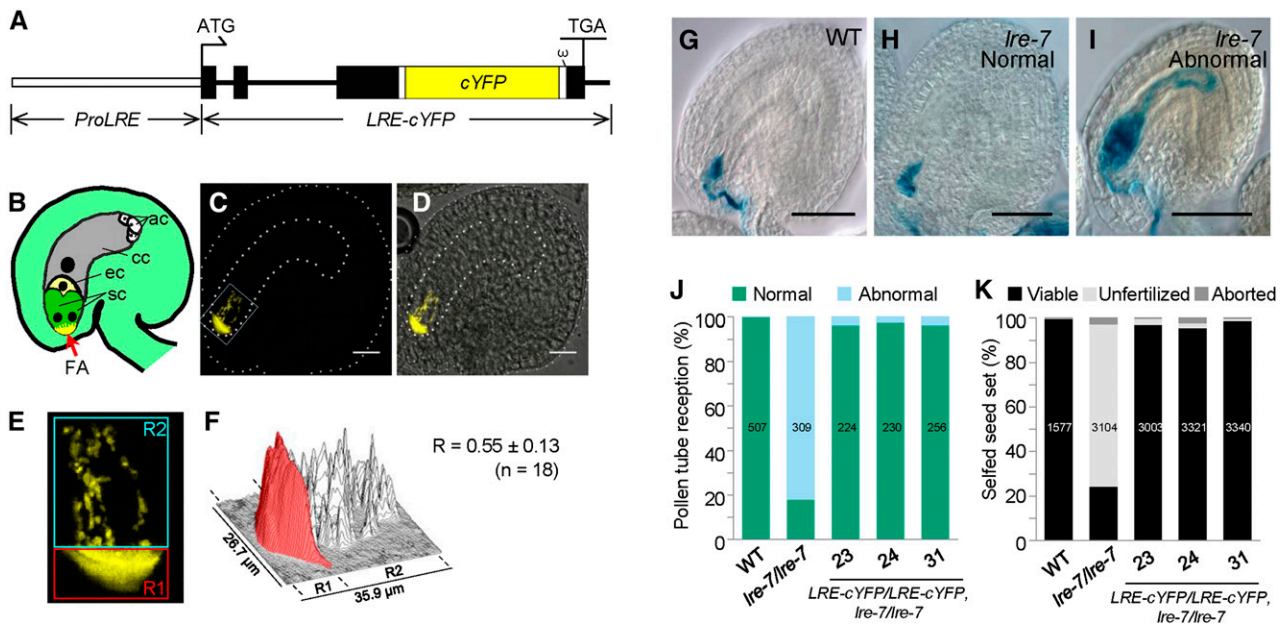 A
ATG
TGA
ω
cYFP
ProLRE
LRE-cYFP
B
ac
cc
ec
sc
FA
C
D
E
R2
R1
F
R = 0.55 ± 0.13
(n = 18)
26.7 µm
R1
R2
35.9 µm
G
WT
H
lre-7
Normal
I
lre-7
Abnormal
J
Normal
Abnormal
Pollen tube reception (%)
100
80
60
40
20
0
507
309
224
230
256
WT
lre-7/lre-7
23
24
31
LRE-cYFP/LRE-cYFP,
lre-7/lre-7
K
Viable
Unfertilized
Aborted
Selfed seed set (%)
100
80
60
40
20
0
1577
3104
3003
3321
3340
WT
lre-7/lre-7
23
24
31
LRE-cYFP/LRE-cYFP,
lre-7/lre-7